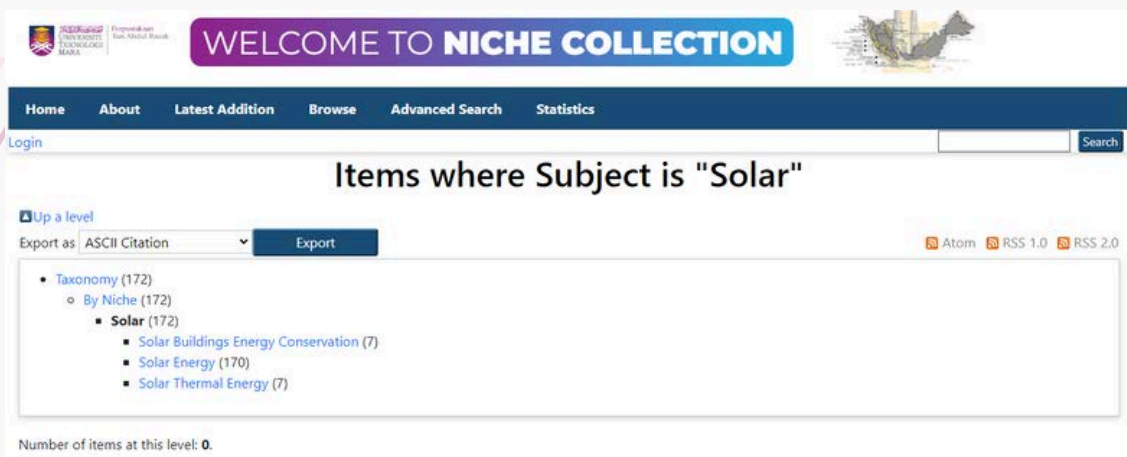 UNIVERSITI
TEKNOLOGI
MARA
Perpustakaan
Tun Abdul Razak
WELCOME TO NICHE COLLECTION
Home About Latest Addition Browse Advanced Search Statistics
Login Search
Items where Subject is "Solar"
Up a level
Export as ASCII Citation Export Atom RSS 1.0 RSS 2.0
Taxonomy (172)
By Niche (172)
Solar (172)
Solar Buildings Energy Conservation (7)
Solar Energy (170)
Solar Thermal Energy (7)
Number of items at this level: 0.